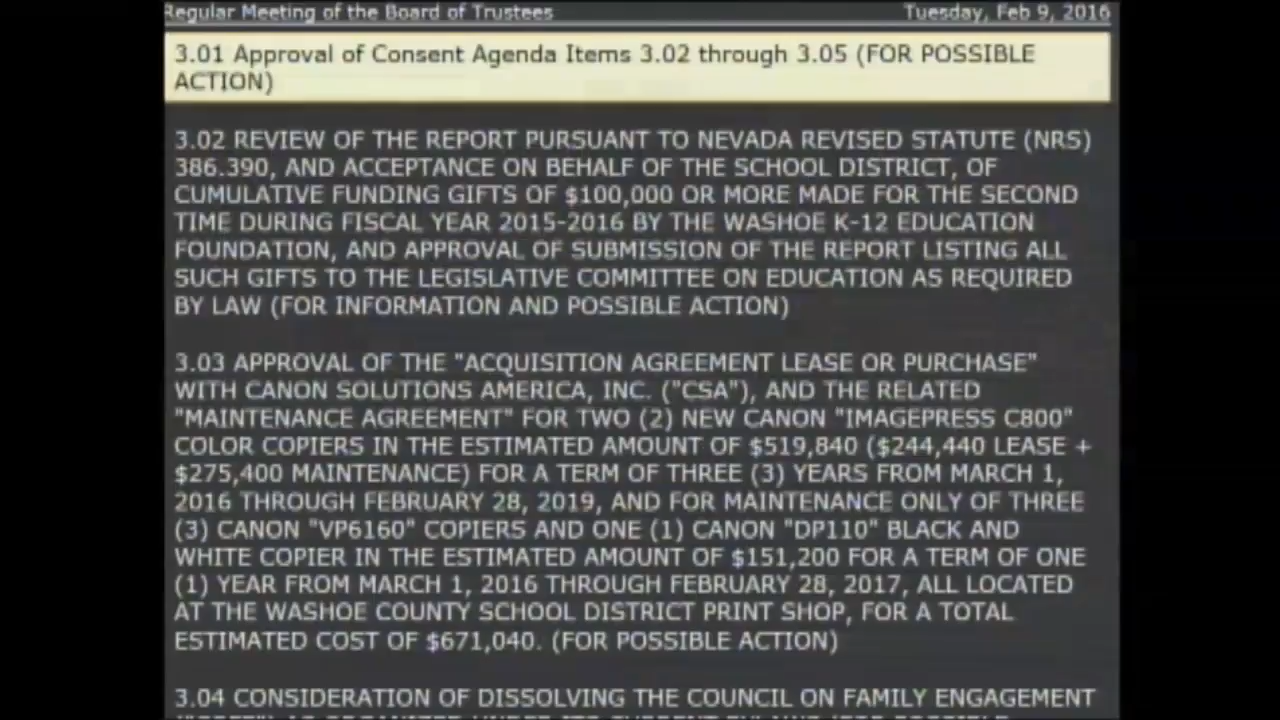 Regular Meeting of the Board of Trustees
Tuesday, Feb 9, 2016
3.01 Approval of Consent Agenda Items 3.02 through 3.05 (FOR POSSIBLE
ACTION)
3.02 REVIEW OF THE REPORT PURSUANT TO NEVADA REVISED STATUTE (NRS)
386.390, AND ACCEPTANCE ON BEHALF OF THE SCHOOL DISTRICT, OF
CUMULATIVE FUNDING GIFTS OF $100,000 OR MORE MADE FOR THE SECOND
TIME DURING FISCAL YEAR 2015-2016 BY THE WASHOE K-12 EDUCATION
FOUNDATION, AND APPROVAL OF SUBMISSION OF THE REPORT LISTING ALL
SUCH GIFTS TO THE LEGISLATIVE COMMITTEE ON EDUCATION AS REQUIRED
BY LAW (FOR INFORMATION AND POSSIBLE ACTION)
3.03 APPROVAL OF THE "ACQUISITION AGREEMENT LEASE OR PURCHASE"
WITH CANON SOLUTIONS AMERICA, INC. ("CSA"), AND THE RELATED
"MAINTENANCE AGREEMENT" FOR TWO (2) NEW CANON "IMAGEPRESS C800"
COLOR COPIERS IN THE ESTIMATED AMOUNT OF $519,840 ($244,440 LEASE +
$275,400 MAINTENANCE) FOR A TERM OF THREE (3) YEARS FROM MARCH 1,
2016 THROUGH FEBRUARY 28, 2019, AND FOR MAINTENANCE ONLY OF THREE
(3) CANON "VP6160" COPIERS AND ONE (1) CANON "DP110" BLACK AND
WHITE COPIER IN THE ESTIMATED AMOUNT OF $151,200 FOR A TERM OF ONE
(1) YEAR FROM MARCH 1, 2016 THROUGH FEBRUARY 28, 2017, ALL LOCATED
AT THE WASHOE COUNTY SCHOOL DISTRICT PRINT SHOP, FOR A TOTAL
ESTIMATED COST OF $671,040. (FOR POSSIBLE ACTION)
3.04 CONSIDERATION OF DISSOLVING THE COUNCIL ON FAMILY ENGAGEMENT